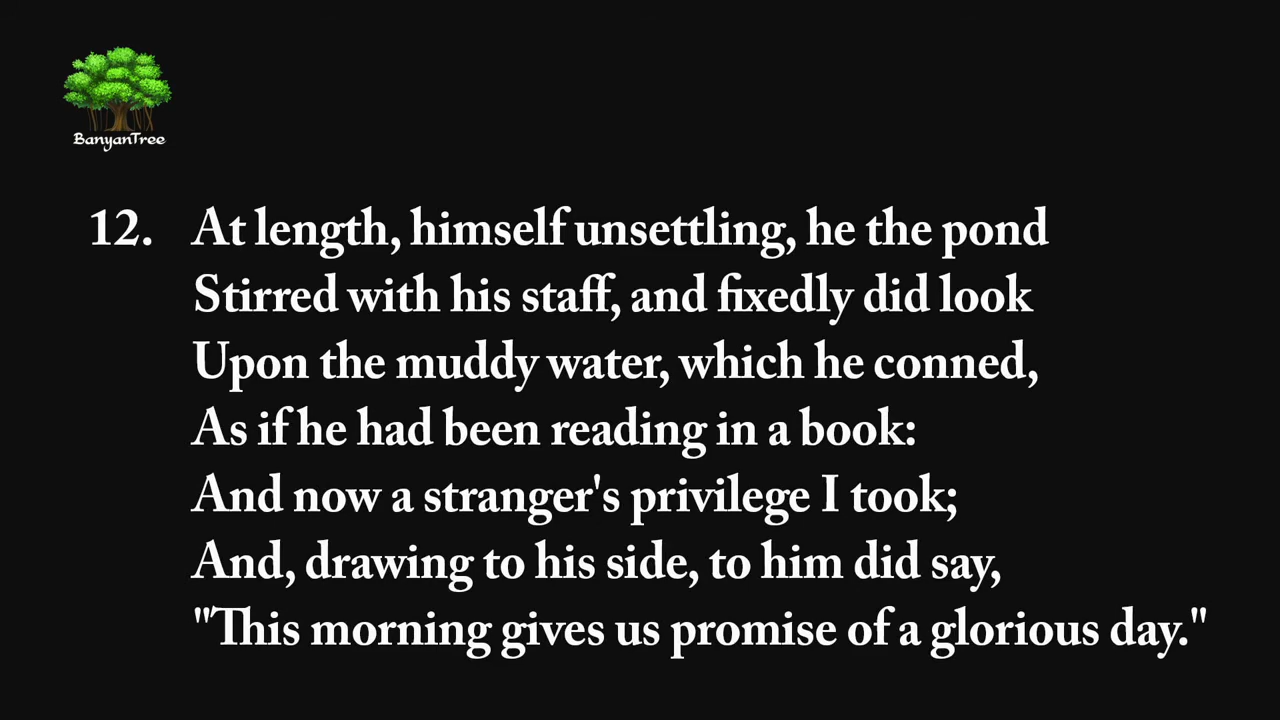 BanyanTree
12. At length, himself unsettling, he the pond
Stirred with his staff, and fixedly did look
Upon the muddy water, which he conned,
As if he had been reading in a book:
And now a stranger's privilege I took;
And, drawing to his side, to him did say,
"This morning gives us promise of a glorious day."